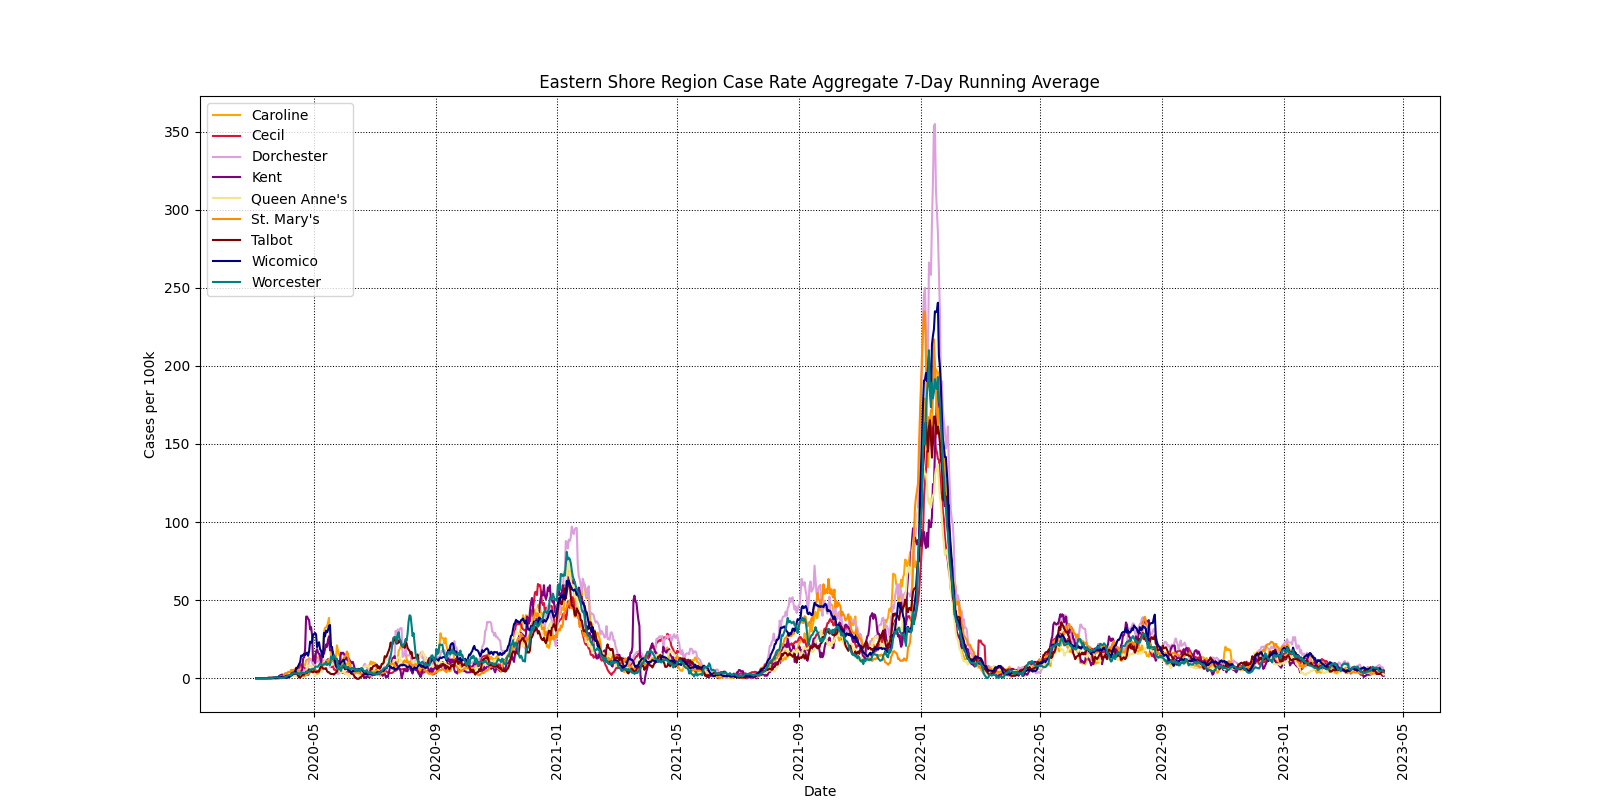 Eastern Shore Region Case Rate Aggregate 7-Day Running Average
Caroline
Cecil
Dorchester
Kent
Queen Anne's
St. Mary's
Talbot
Wicomico
Worcester
350
300
250
200
150
100
50
0
Cases per 100k
2020-05
2020-09
2021-01
2021-05
2021-09
2022-01
2022-05
2022-09
2023-01
2023-05
Date